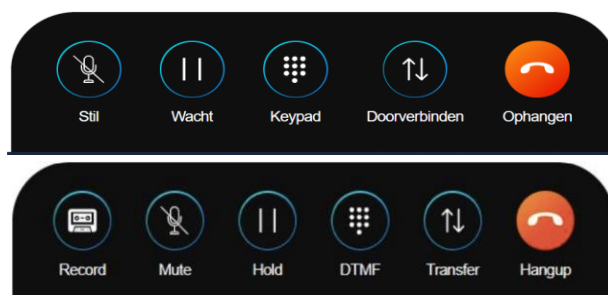 Stil Wacht Keypad Doorverbinden Ophangen
Record Mute Hold DTMF Transfer Hangup